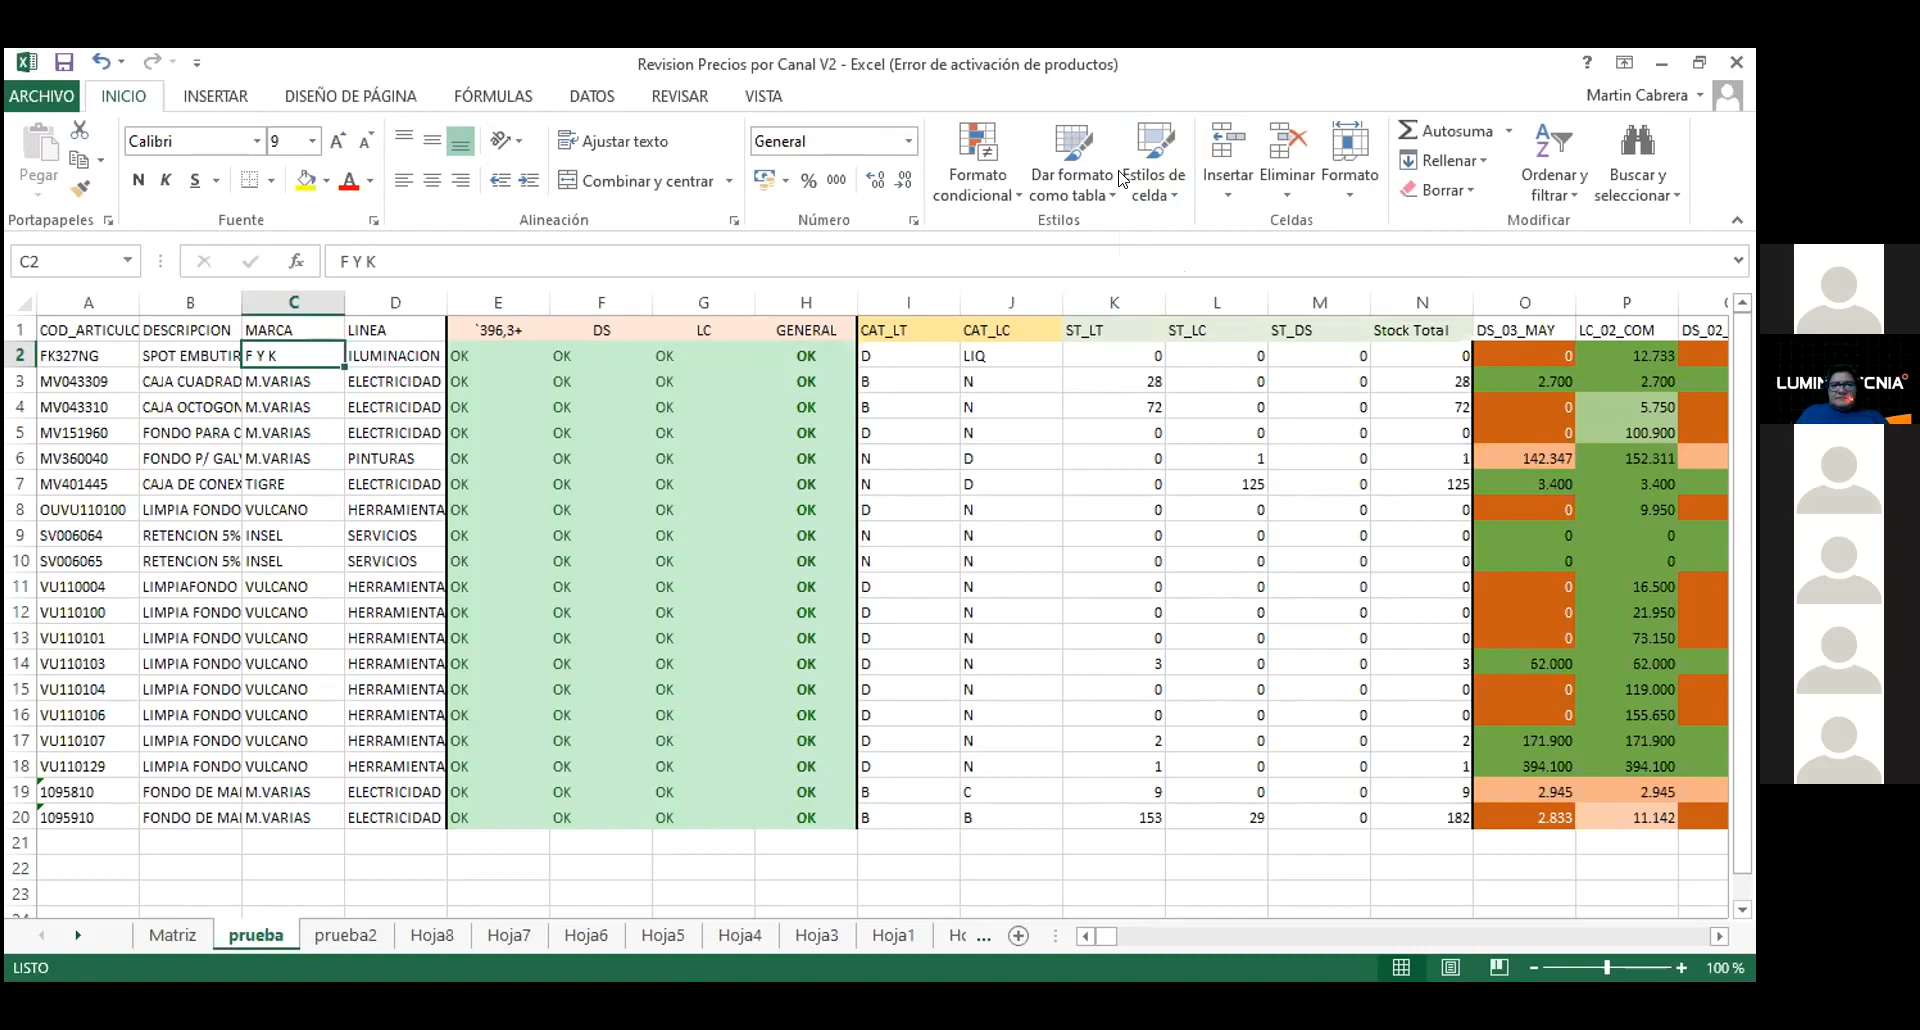 Revision Precios por Canal V2 - Excel (Error de activación de productos)
ARCHIVO INICIO INSERTAR DISEÑO DE PÁGINA FÓRMULAS DATOS REVISAR VISTA Martin Cabrera
Pegar
Portapapeles
Calibri 9
N K S
Fuente
Ajustar texto
Combinar y centrar
Alineación
General
% 000
Número
Formato condicional
Dar formato como tabla
Estilos de celda
Estilos
Insertar Eliminar Formato
Celdas
Autosuma
Rellenar
Borrar
Ordenar y filtrar
Buscar y seleccionar
Modificar
C2 fx F Y K
A B C D E F G H I J K L M N O P
1 COD_ARTICULO DESCRIPCION MARCA LINEA `396,3+ DS LC GENERAL CAT_LT CAT_LC ST_LT ST_LC ST_DS Stock Total DS_03_MAY LC_02_COM DS_02_
2 FK327NG SPOT EMBUTIR F Y K ILUMINACION OK OK OK OK D LIQ 0 0 0 0 0 12.733
3 MV043309 CAJA CUADRAD M.VARIAS ELECTRICIDAD OK OK OK OK B N 28 0 0 28 2.700 2.700
4 MV043310 CAJA OCTOGON M.VARIAS ELECTRICIDAD OK OK OK OK B N 72 0 0 72 0 5.750
5 MV151960 FONDO PARA C M.VARIAS ELECTRICIDAD OK OK OK OK D N 0 0 0 0 0 100.900
6 MV360040 FONDO P/ GAL M.VARIAS PINTURAS OK OK OK OK N D 0 1 0 1 142.347 152.311
7 MV401445 CAJA DE CONEX TIGRE ELECTRICIDAD OK OK OK OK N D 0 125 0 125 3.400 3.400
8 OUVU110100 LIMPIA FONDO VULCANO HERRAMIENTA OK OK OK OK D N 0 0 0 0 0 9.950
9 SV006064 RETENCION 5% INSEL SERVICIOS OK OK OK OK N N 0 0 0 0 0 0
10 SV006065 RETENCION 5% INSEL SERVICIOS OK OK OK OK N N 0 0 0 0 0 0
11 VU110004 LIMPIAFONDO VULCANO HERRAMIENTA OK OK OK OK D N 0 0 0 0 0 16.500
12 VU110100 LIMPIA FONDO VULCANO HERRAMIENTA OK OK OK OK D N 0 0 0 0 0 21.950
13 VU110101 LIMPIA FONDO VULCANO HERRAMIENTA OK OK OK OK D N 0 0 0 0 0 73.150
14 VU110103 LIMPIA FONDO VULCANO HERRAMIENTA OK OK OK OK D N 3 0 0 3 62.000 62.000
15 VU110104 LIMPIA FONDO VULCANO HERRAMIENTA OK OK OK OK D N 0 0 0 0 0 119.000
16 VU110106 LIMPIA FONDO VULCANO HERRAMIENTA OK OK OK OK D N 0 0 0 0 0 155.650
17 VU110107 LIMPIA FONDO VULCANO HERRAMIENTA OK OK OK OK D N 2 0 0 2 171.900 171.900
18 VU110129 LIMPIA FONDO VULCANO HERRAMIENTA OK OK OK OK D N 1 0 0 1 394.100 394.100
19 1095810 FONDO DE MA M.VARIAS ELECTRICIDAD OK OK OK OK B C 9 0 0 9 2.945 2.945
20 1095910 FONDO DE MA M.VARIAS ELECTRICIDAD OK OK OK OK B B 153 29 0 182 2.833 11.142
21
22
23
Matriz prueba prueba2 Hoja8 Hoja7 Hoja6 Hoja5 Hoja4 Hoja3 Hoja1 Ho ...
LISTO 100 %